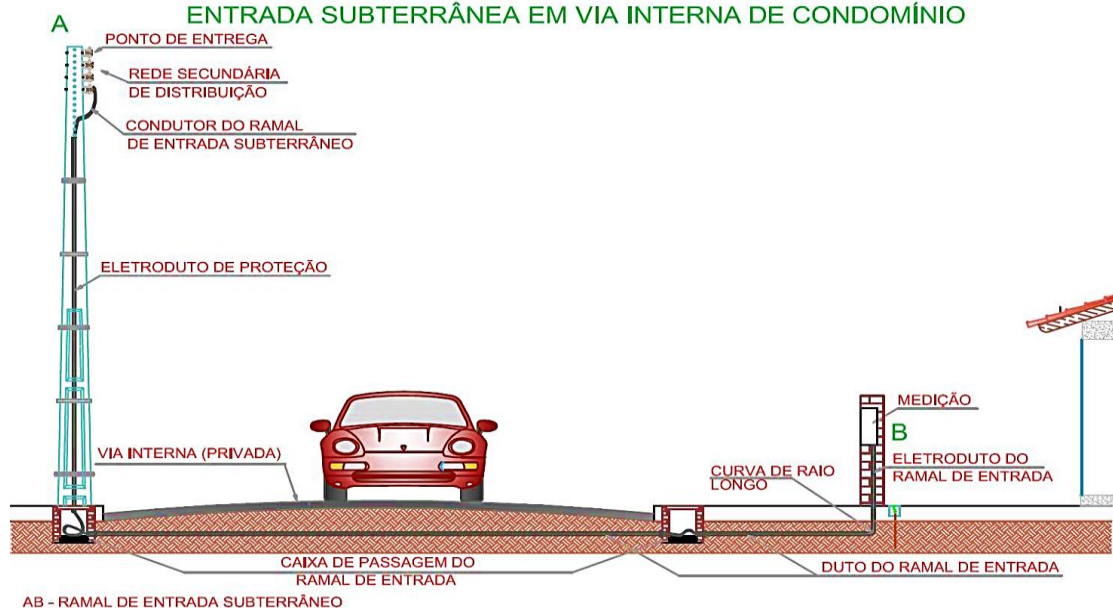 ENTRADA SUBTERRÂNEA EM VIA INTERNA DE CONDOMÍNIO
A
PONTO DE ENTREGA
REDE SECUNDÁRIA
DE DISTRIBUIÇÃO
CONDUTOR DO RAMAL
DE ENTRADA SUBTERRÂNEO
ELETRODUTO DE PROTEÇÃO
MEDIÇÃO
B
VIA INTERNA (PRIVADA)
CURVA DE RAIO
LONGO
ELETRODUTO DO
RAMAL DE ENTRADA
CAIXA DE PASSAGEM DO
RAMAL DE ENTRADA
DUTO DO RAMAL DE ENTRADA
AB - RAMAL DE ENTRADA SUBTERRÂNEO